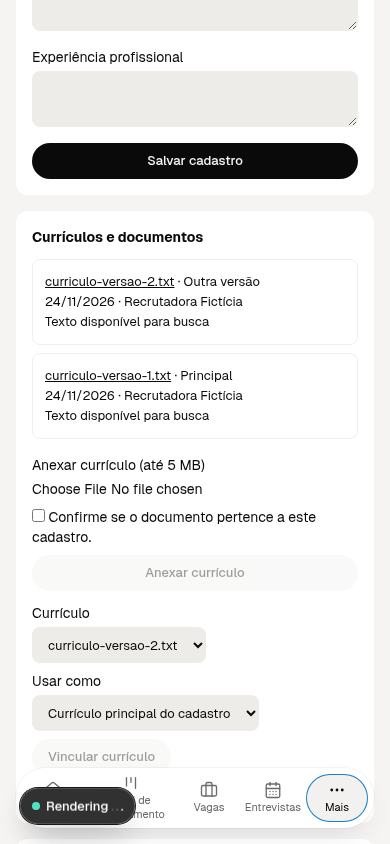 Experiência profissional
Salvar cadastro
Currículos e documentos
curriculo-versao-2.txt · Outra versão
24/11/2026 · Recrutadora Fictícia
Texto disponível para busca
curriculo-versao-1.txt · Principal
24/11/2026 · Recrutadora Fictícia
Texto disponível para busca
Anexar currículo (até 5 MB)
Choose File No file chosen
Confirme se o documento pertence a este
cadastro.
Anexar currículo
Currículo
curriculo-versao-2.txt
Usar como
Currículo principal do cadastro
Vincular currículo
Rendering ...
de
Vagas
Entrevistas
Mais